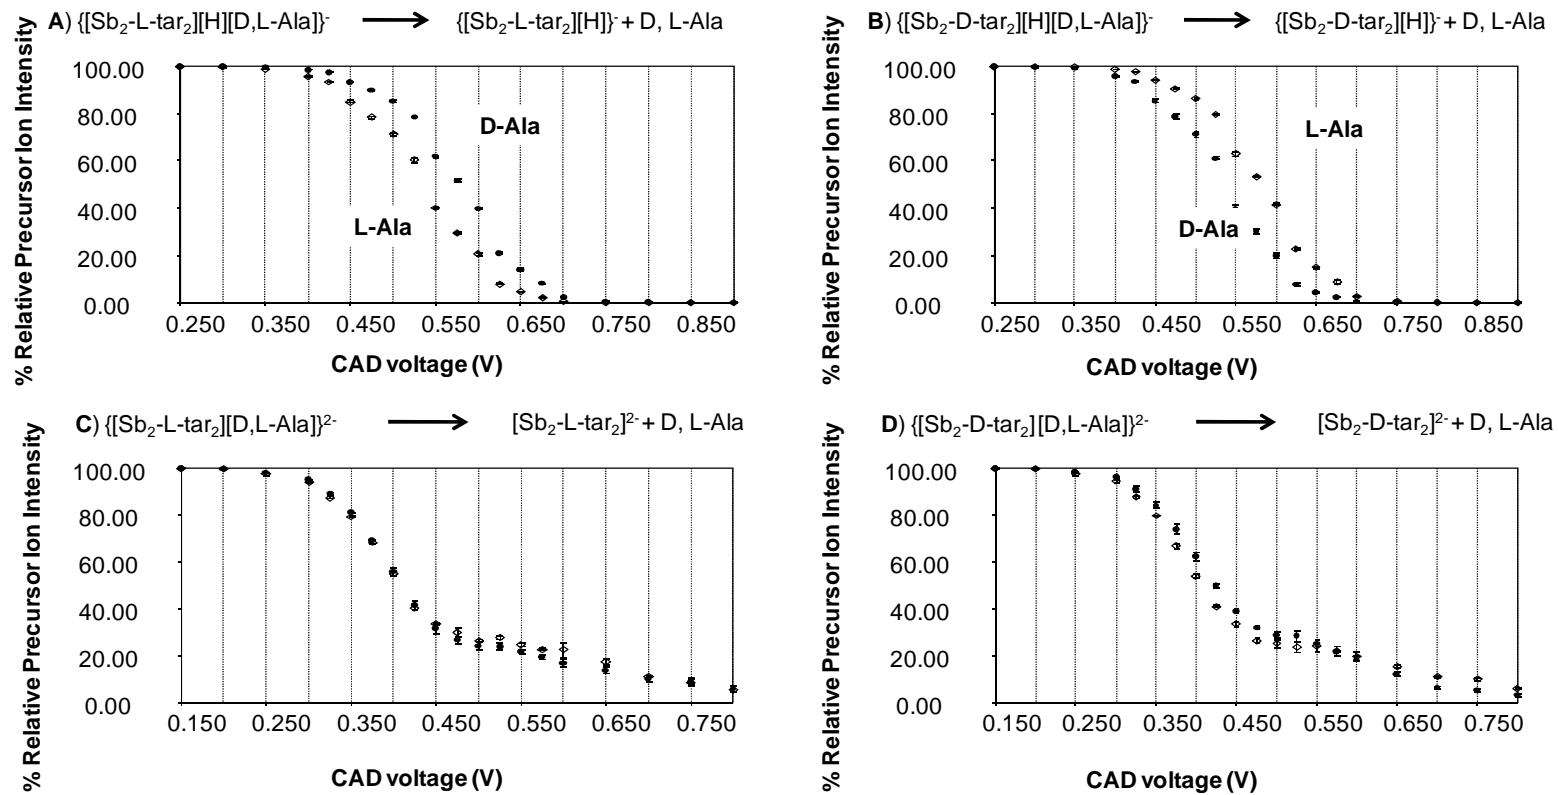 A) {[Sb₂-L-tar₂][H][D,L-Ala]}⁻ → {[Sb₂-L-tar₂][H]}⁻ + D, L-Ala
% Relative Precursor Ion Intensity
100.00
80.00
60.00
40.00
20.00
0.00
D-Ala
L-Ala
0.250 0.350 0.450 0.550 0.650 0.750 0.850
CAD voltage (V)
B) {[Sb₂-D-tar₂][H][D,L-Ala]}⁻ → {[Sb₂-D-tar₂][H]}⁻ + D, L-Ala
% Relative Precursor Ion Intensity
100.00
80.00
60.00
40.00
20.00
0.00
L-Ala
D-Ala
0.250 0.350 0.450 0.550 0.650 0.750 0.850
CAD voltage (V)
C) {[Sb₂-L-tar₂][D,L-Ala]}²⁻ → [Sb₂-L-tar₂]²⁻ + D, L-Ala
% Relative Precursor Ion Intensity
100.00
80.00
60.00
40.00
20.00
0.00
0.150 0.250 0.350 0.450 0.550 0.650 0.750
CAD voltage (V)
D) {[Sb₂-D-tar₂][D,L-Ala]}²⁻ → [Sb₂-D-tar₂]²⁻ + D, L-Ala
% Relative Precursor Ion Intensity
100.00
80.00
60.00
40.00
20.00
0.00
0.150 0.250 0.350 0.450 0.550 0.650 0.750
CAD voltage (V)